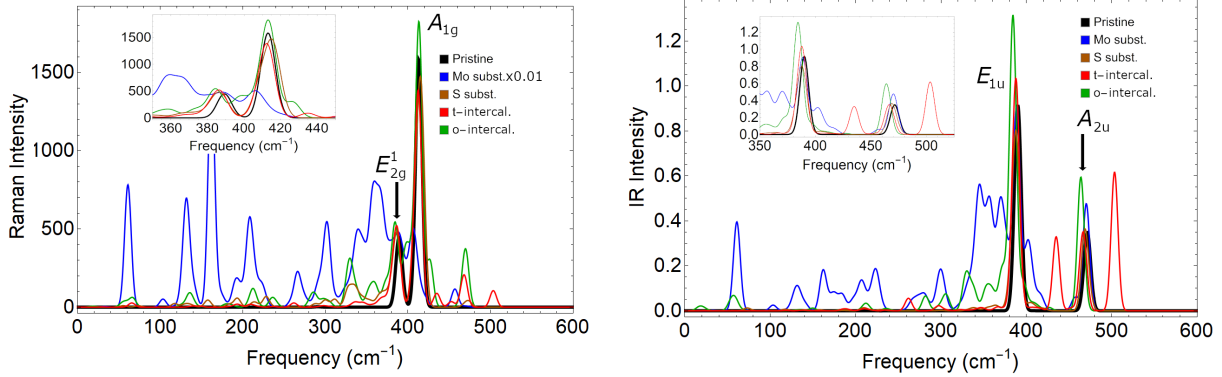 A1g
1500
1000
500
0
360
380
400
420
440
Frequency (cm−1)
Pristine
Mo subst.x0.01
S subst.
t−intercal.
o−intercal.
E12g
Raman Intensity
1500
1000
500
0
0
100
200
300
400
500
600
Frequency (cm−1)
1.2
1.0
0.8
0.6
0.4
0.2
0.0
350
400
450
500
Frequency (cm−1)
Pristine
Mo subst.
S subst.
t−intercal.
o−intercal.
E1u
A2u
IR Intensity
1.2
1.0
0.8
0.6
0.4
0.2
0.0
0
100
200
300
400
500
600
Frequency (cm−1)